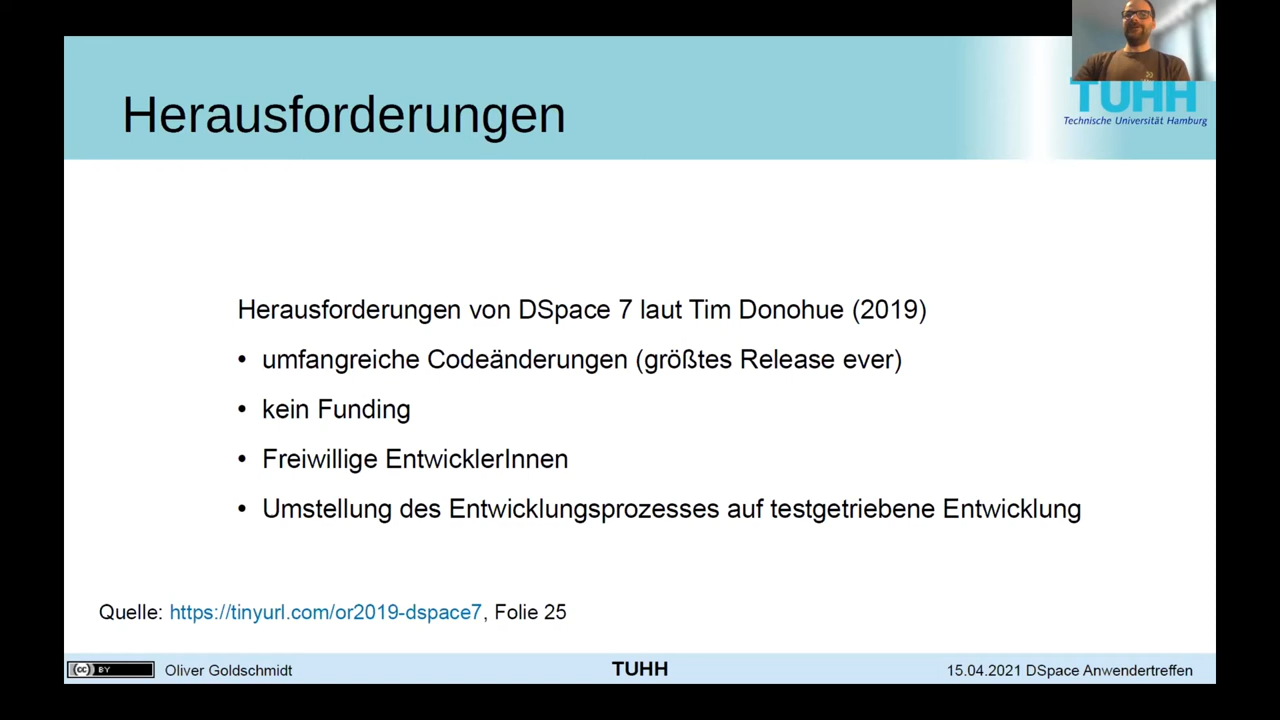 Herausforderungen
TUHH
Technische Universität Hamburg
Herausforderungen von DSpace 7 laut Tim Donohue (2019)
• umfangreiche Codeänderungen (größtes Release ever)
• kein Funding
• Freiwillige EntwicklerInnen
• Umstellung des Entwicklungsprozesses auf testgetriebene Entwicklung
Quelle: https://tinyurl.com/or2019-dspace7, Folie 25
cc BY Oliver Goldschmidt TUHH 15.04.2021 DSpace Anwendertreffen